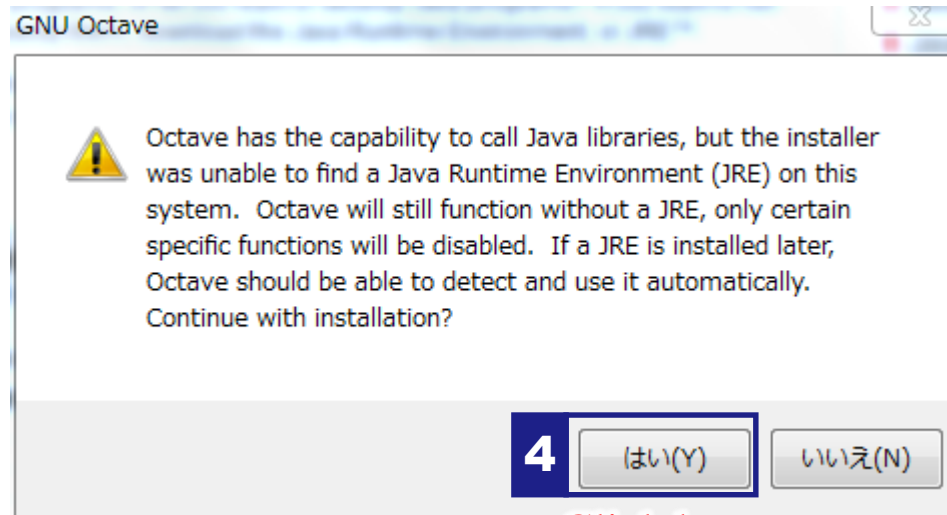 GNU Octave
Octave has the capability to call Java libraries, but the installer
was unable to find a Java Runtime Environment (JRE) on this
system.  Octave will still function without a JRE, only certain
specific functions will be disabled.  If a JRE is installed later,
Octave should be able to detect and use it automatically.
Continue with installation?
4
はい(Y)
いいえ(N)